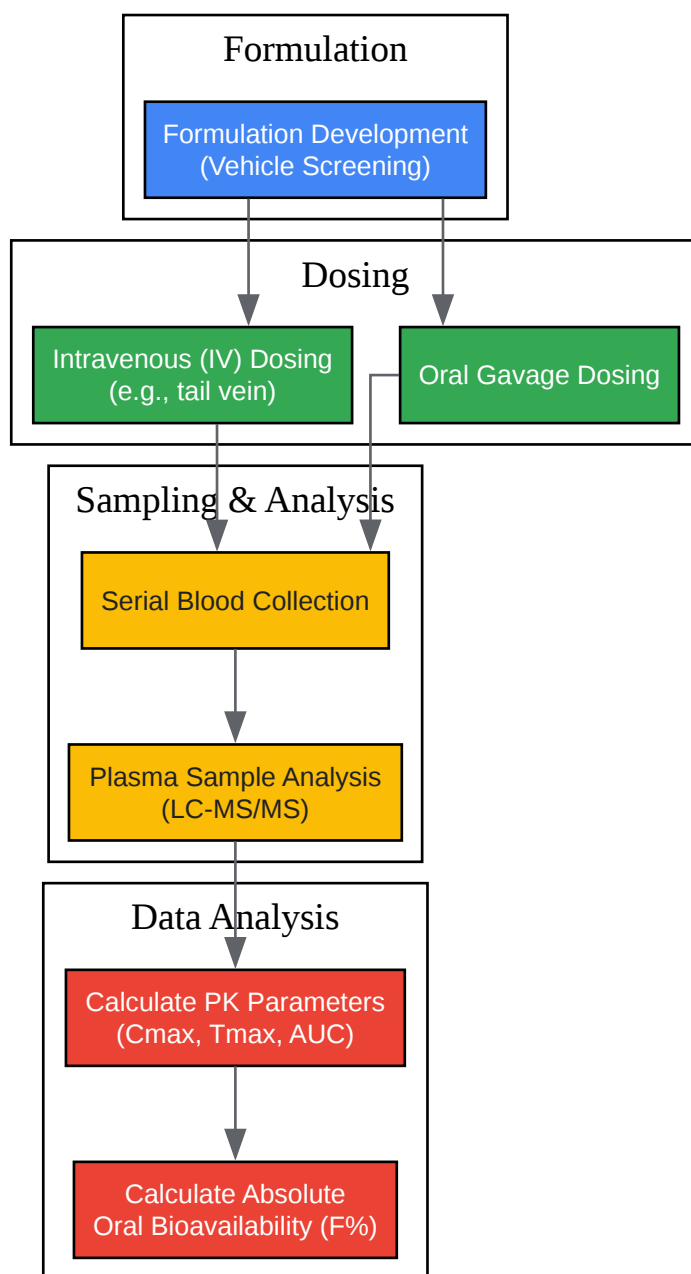 Formulation
Formulation Development
(Vehicle Screening)
Dosing
Intravenous (IV) Dosing
(e.g., tail vein)
Oral Gavage Dosing
Sampling & Analysis
Serial Blood Collection
Plasma Sample Analysis
(LC-MS/MS)
Data Analysis
Calculate PK Parameters
(Cmax, Tmax, AUC)
Calculate Absolute
Oral Bioavailability (F%)